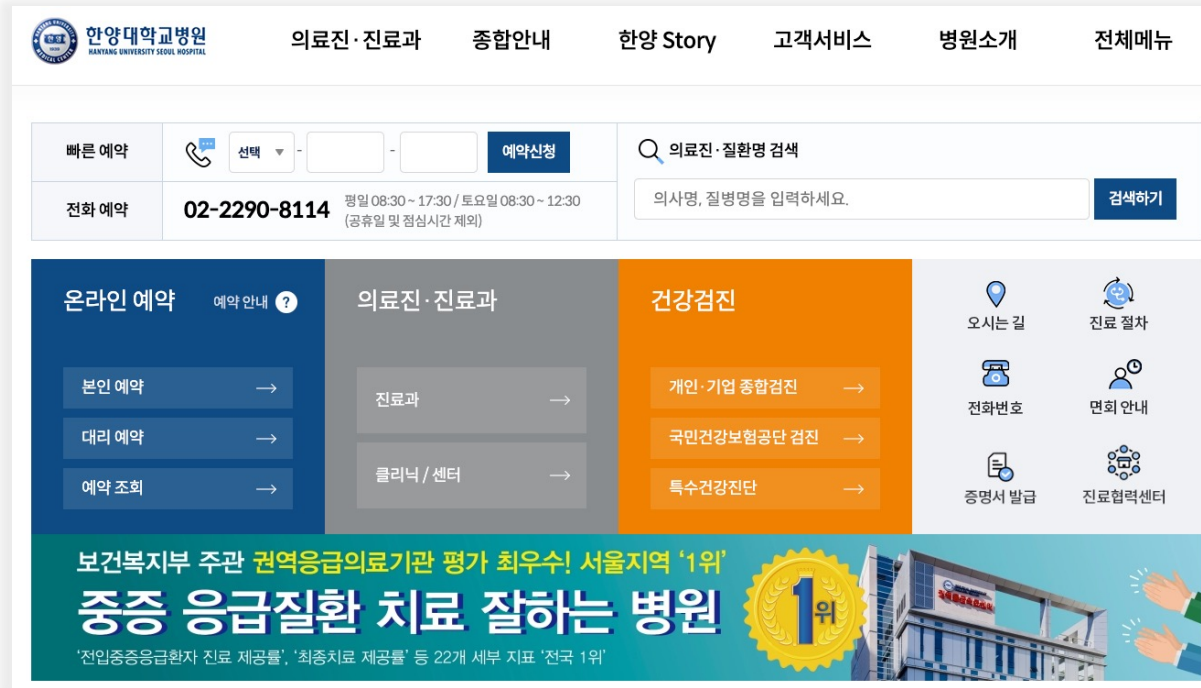 한양대학교병원
HANYANG UNIVERSITY SEOUL HOSPITAL
의료진·진료과
종합안내
한양 Story
고객서비스
병원소개
전체메뉴
빠른 예약
선택 ▼ - -
예약신청
전화 예약
02-2290-8114
평일 08:30 ~ 17:30 / 토요일 08:30 ~ 12:30
(공휴일 및 점심시간 제외)
의료진·질환명 검색
의사명, 질병명을 입력하세요.
검색하기
온라인 예약
예약 안내 ?
본인 예약 →
대리 예약 →
예약 조회 →
의료진·진료과
진료과 →
클리닉 / 센터 →
건강검진
개인·기업 종합검진 →
국민건강보험공단 검진 →
특수건강진단 →
오시는 길
진료 절차
전화번호
면회 안내
증명서 발급
진료협력센터
보건복지부 주관 권역응급의료기관 평가 최우수! 서울지역 ‘1위’
중증 응급질환 치료 잘하는 병원
‘전입중증응급환자 진료 제공률’, ‘최종치료 제공률’ 등 22개 세부 지표 ‘전국 1위’
1위